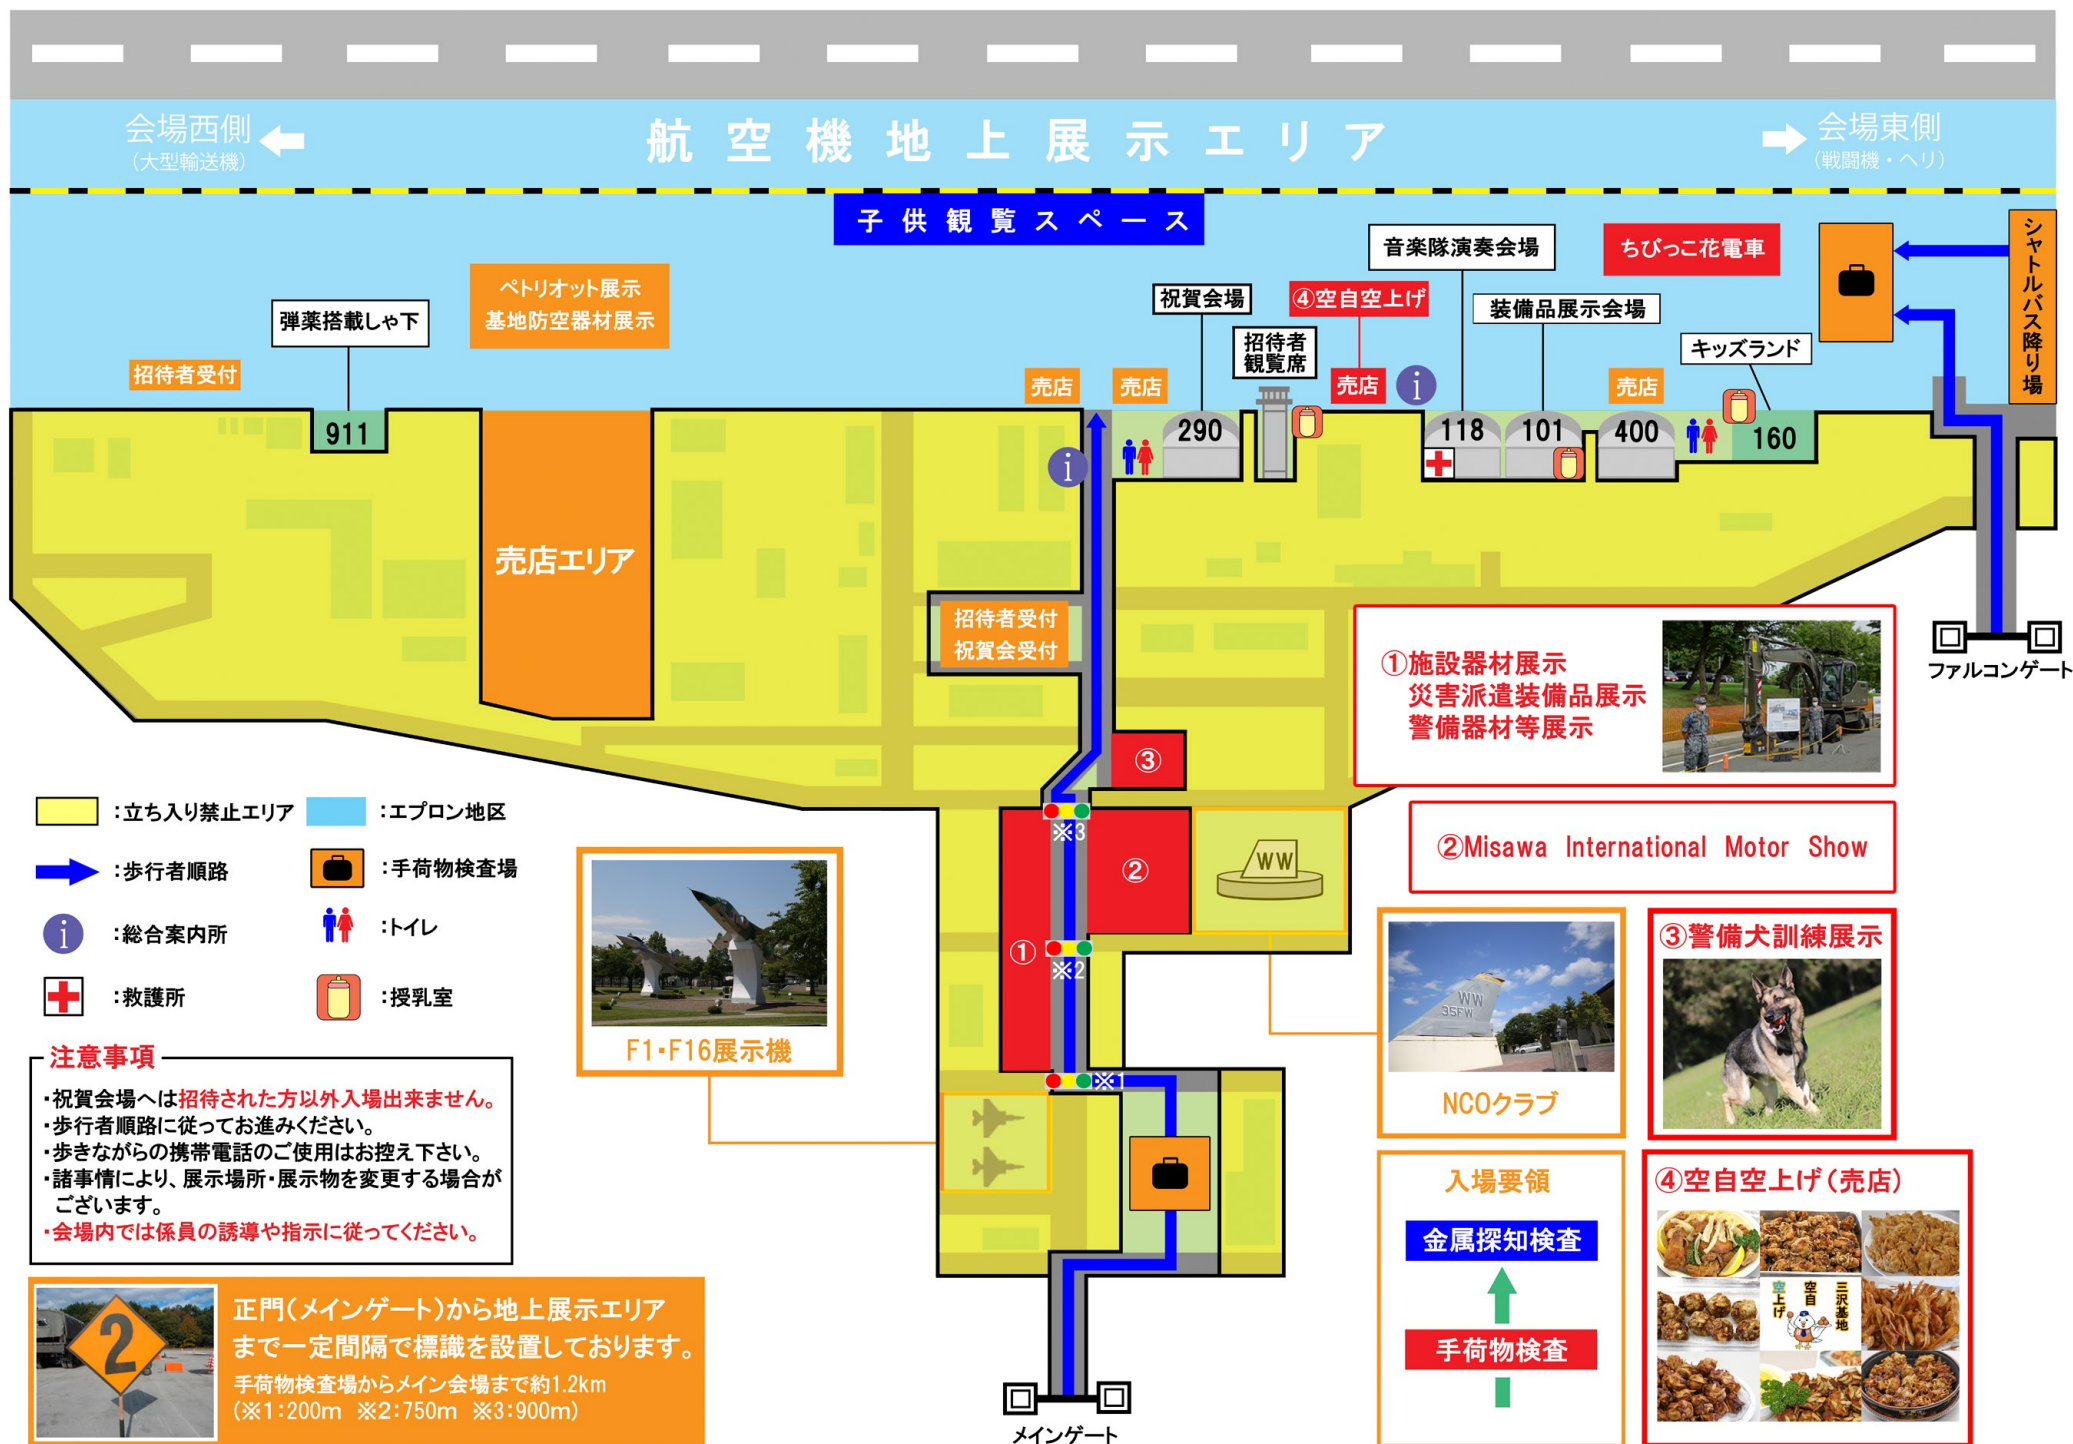 会場西側
（大型輸送機）
航空機地上展示エリア
会場東側
（戦闘機・ヘリ）
子供観覧スペース
シャトルバス降り場
音楽隊演奏会場
ちびっこ花電車
ペトリオット展示
基地防空器材展示
弾薬搭載しゃ下
祝賀会場
④空自空上げ
装備品展示会場
招待者
観覧席
キッズランド
招待者受付
売店
売店
売店
i
売店
911
290
118
101
400
160
i
売店エリア
招待者受付
祝賀会受付
ファルコンゲート
①施設器材展示
災害派遣装備品展示
警備器材等展示
③
※3
②
WW
①
※2
※1
②Misawa International Motor Show
:立ち入り禁止エリア
:エプロン地区
:歩行者順路
:手荷物検査場
i
:総合案内所
:トイレ
:救護所
:授乳室
F1・F16展示機
WW
35FW
NCOクラブ
③警備犬訓練展示
注意事項
・祝賀会場へは招待された方以外入場出来ません。
・歩行者順路に従ってお進みください。
・歩きながらの携帯電話のご使用はお控え下さい。
・諸事情により、展示場所・展示物を変更する場合が
ございます。
・会場内では係員の誘導や指示に従ってください。
入場要領
金属探知検査
手荷物検査
④空自空上げ（売店）
三沢基地
空自
空上げ
2
正門（メインゲート）から地上展示エリア
まで一定間隔で標識を設置しております。
手荷物検査場からメイン会場まで約1.2km
（※1：200m ※2：750m ※3：900m）
メインゲート